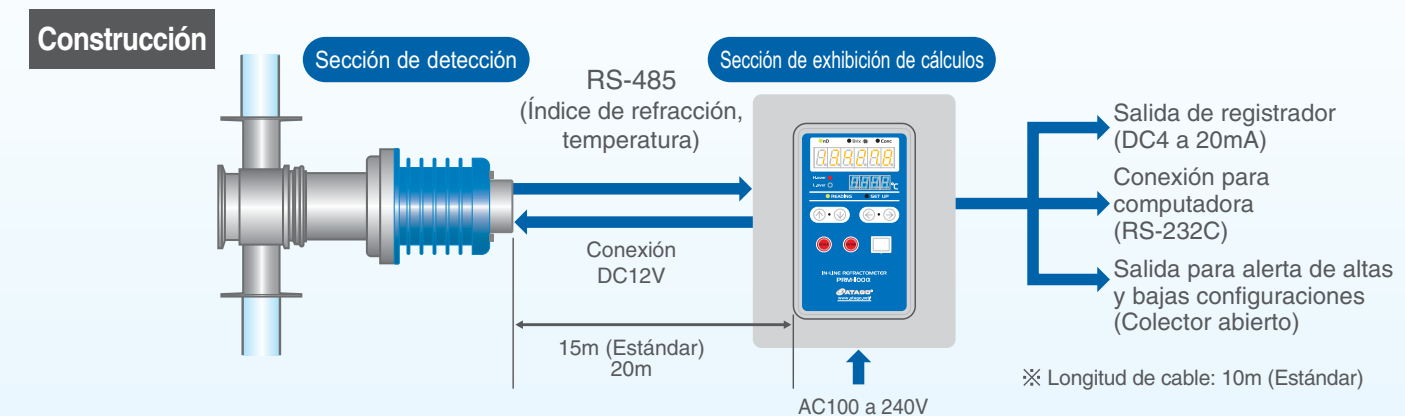 Construcción
Sección de detección
Sección de exhibición de cálculos
RS-485
(Índice de refracción,
temperatura)
Conexión
DC12V
15m (Estándar)
20m
nD Brix Conc
°C
READING SET UP
IN-LINE REFRACTOMETER
PRM-100α
ATAGO®
www.atago.net
AC100 a 240V
Salida de registrador
(DC4 a 20mA)
Conexión para
computadora
(RS-232C)
Salida para alerta de altas
y bajas configuraciones
(Colector abierto)
※ Longitud de cable: 10m (Estándar)